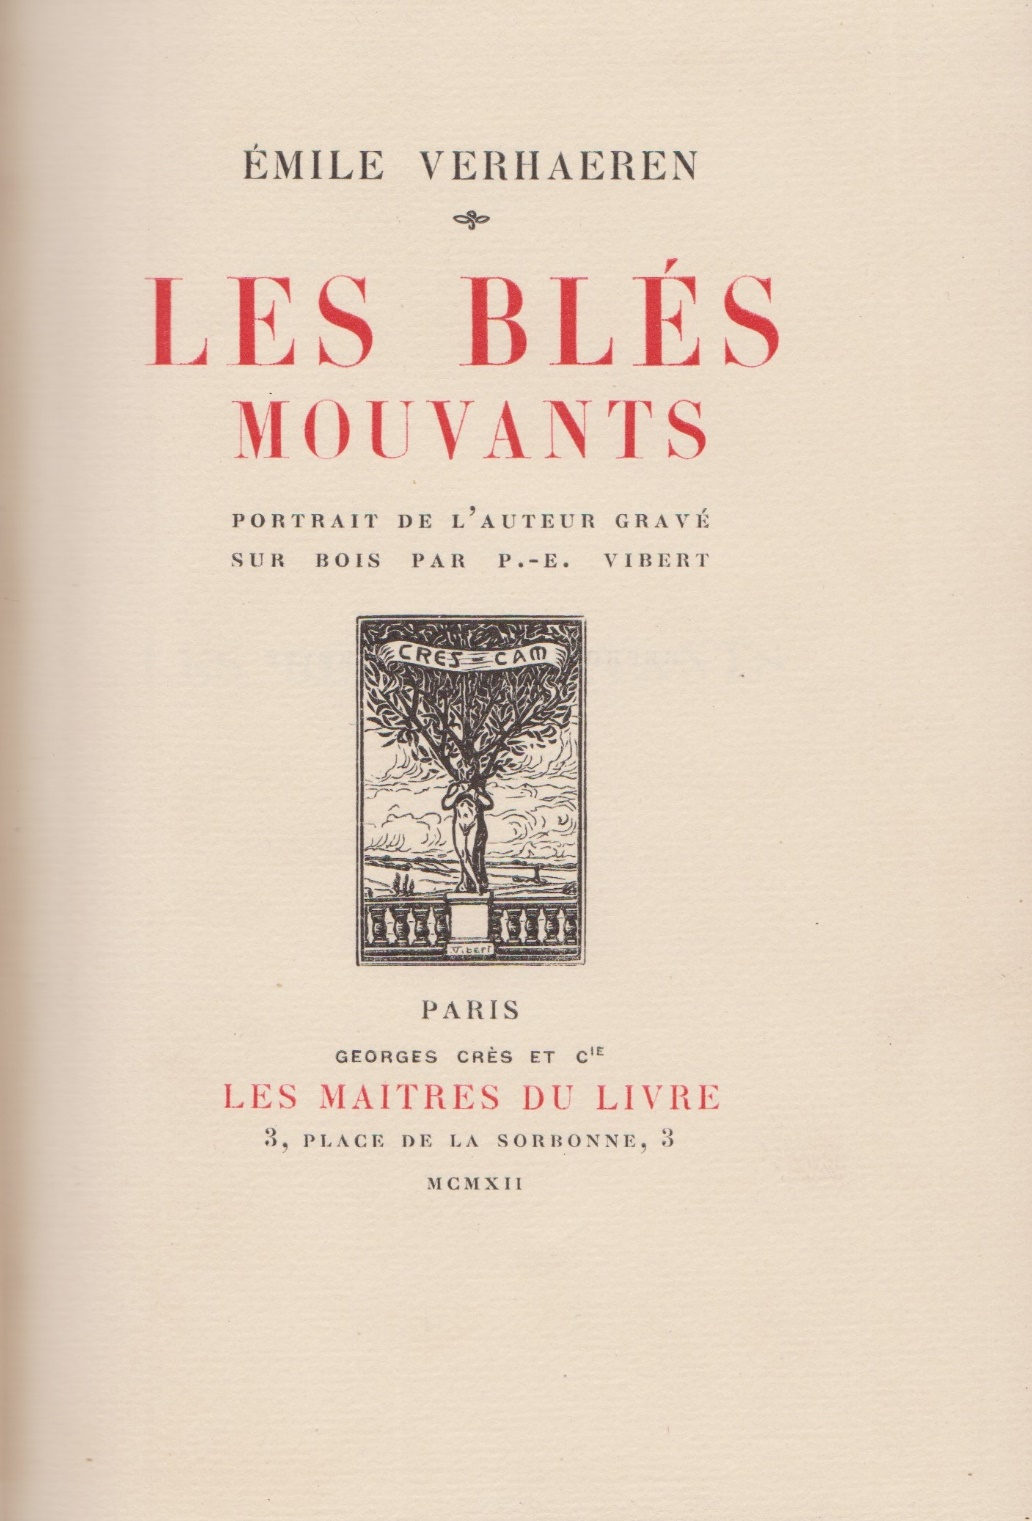 ÉMILE VERHAEREN
LES BLÉS
MOUVANTS
PORTRAIT DE L'AUTEUR GRAVÉ
SUR BOIS PAR P.-E. VIBERT
CRES-CAM
Vibert
PARIS
GEORGES CRÈS ET CIE
LES MAITRES DU LIVRE
3, PLACE DE LA SORBONNE, 3
MCMXII